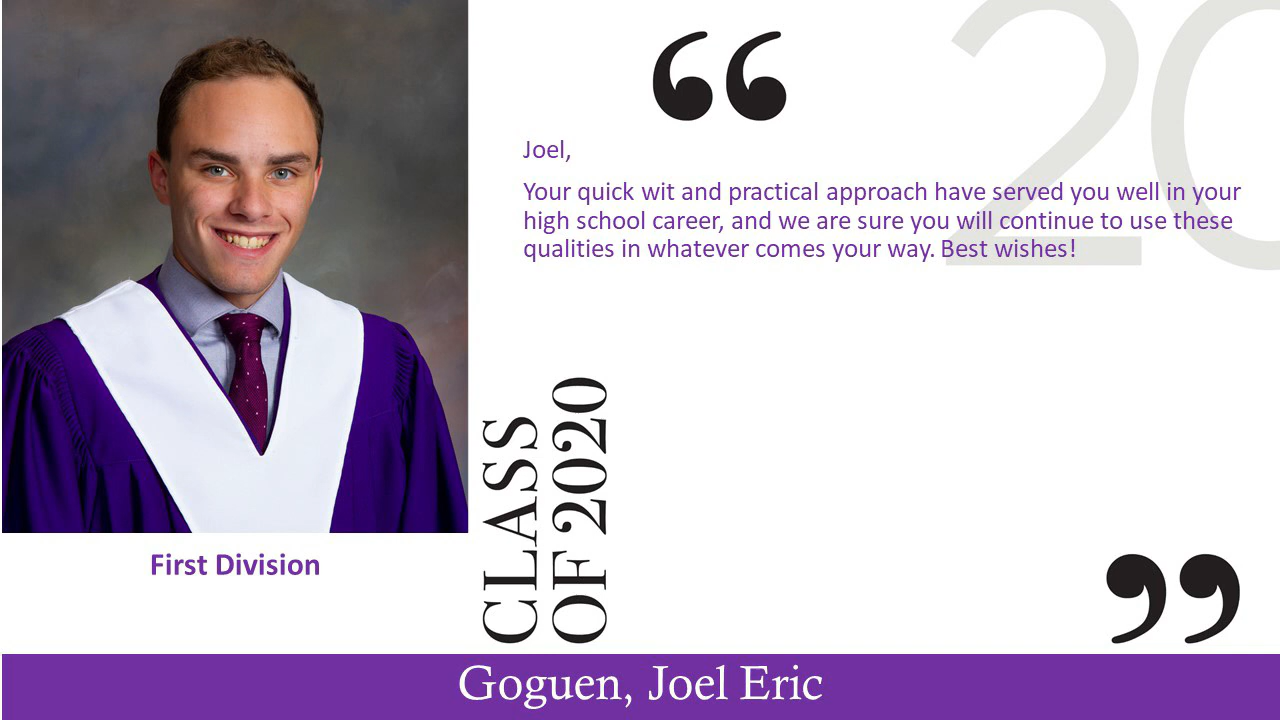 20
“
Joel,
Your quick wit and practical approach have served you well in your
high school career, and we are sure you will continue to use these
qualities in whatever comes your way. Best wishes!
CLASS
OF 2020
First Division
”
Goguen, Joel Eric